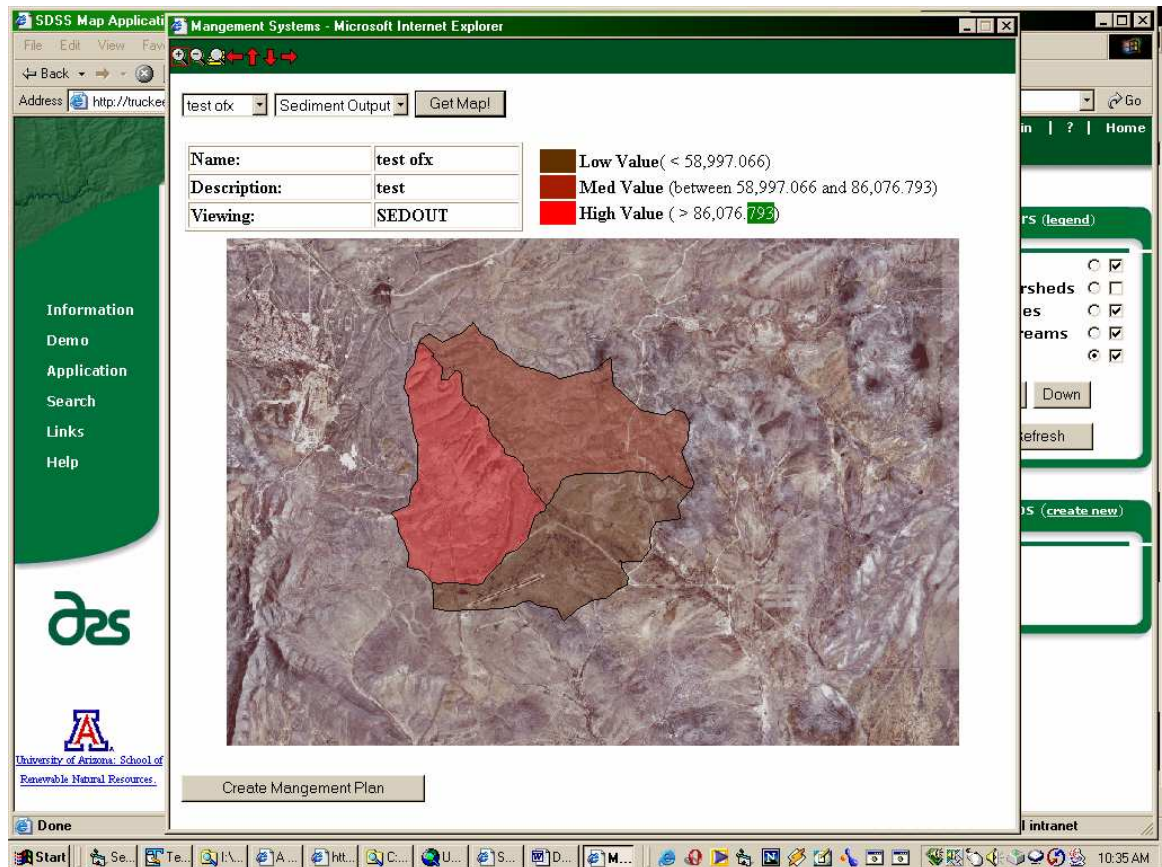 SDSS Map Applicati
Mangement Systems - Microsoft Internet Explorer
File Edit View Fav
Back
Address http://truckee
Go
test ofx Sediment Output Get Map!
in | ? | Home
Name: test ofx
Description: test
Viewing: SEDOUT
Low Value( < 58,997.066)
Med Value (between 58,997.066 and 86,076.793)
High Value ( > 86,076.793)
rs (legend)
rsheds
es
reams
Down
efresh
Information
Demo
Application
Search
Links
Help
(create new)
ars
A
University of Arizona: School of
Renewable Natural Resources.
Create Mangement Plan
Done
l intranet
Start Se... Te... I:\... A... htt... C:... U... S... D... M... 10:35 AM